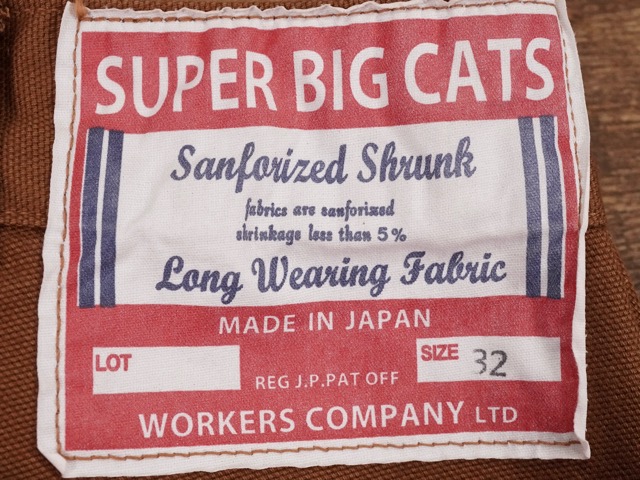 SUPER BIG CATS
Sanforized Shrunk
fabrics are sanforized
shrinkage less than 5%
Long Wearing Fabric
MADE IN JAPAN
LOT
REG J.P.PAT OFF
SIZE 32
WORKERS COMPANY LTD